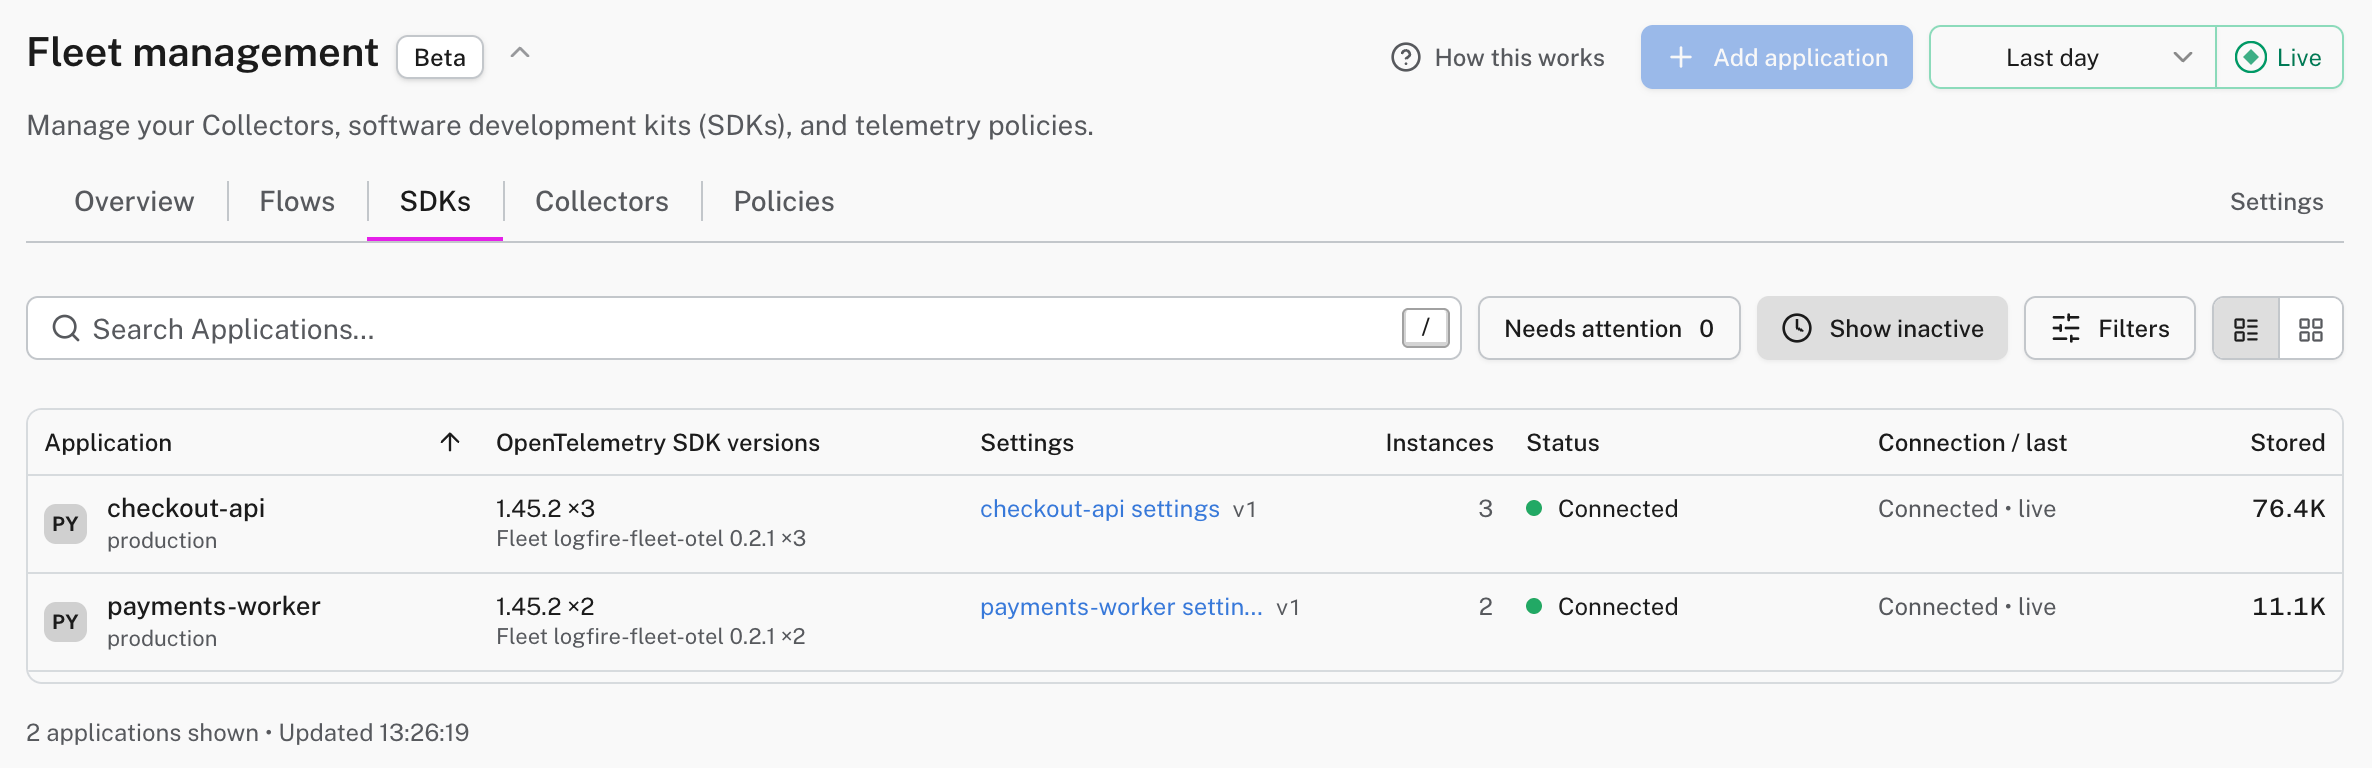 Fleet management Beta
How this works
+ Add application
Last day
Live
Manage your Collectors, software development kits (SDKs), and telemetry policies.
Overview Flows SDKs Collectors Policies Settings
Search Applications... /
Needs attention 0
Show inactive
Filters
Application ↑ OpenTelemetry SDK versions Settings Instances Status Connection / last Stored
PY checkout-api 1.45.2 ×3 checkout-api settings v1 3 Connected Connected • live 76.4K
production Fleet logfire-fleet-otel 0.2.1 ×3
PY payments-worker 1.45.2 ×2 payments-worker settin... v1 2 Connected Connected • live 11.1K
production Fleet logfire-fleet-otel 0.2.1 ×2
2 applications shown • Updated 13:26:19